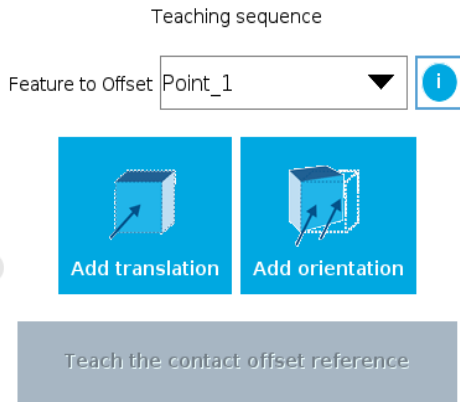 Teaching sequence
Feature to Offset Point_1 i
Add translation Add orientation
Teach the contact offset reference